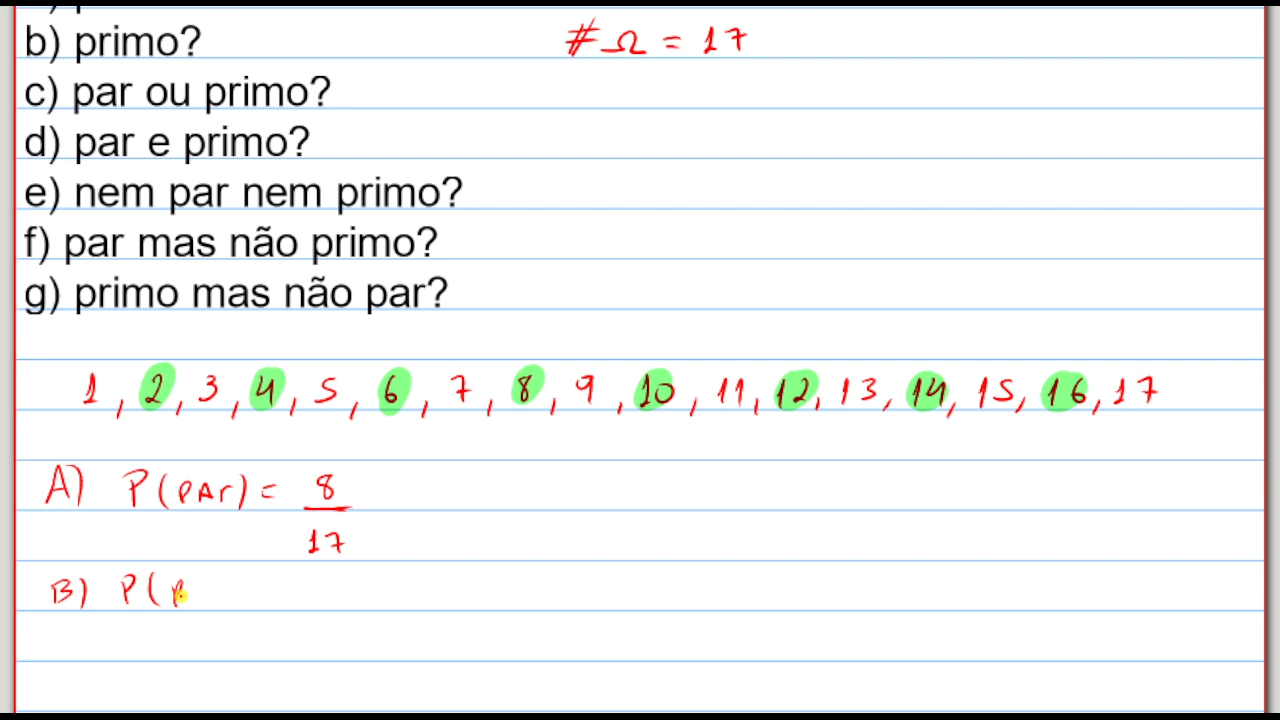 b) primo?
# Ω = 17
c) par ou primo?
d) par e primo?
e) nem par nem primo?
f) par mas não primo?
g) primo mas não par?
1, 2, 3, 4, 5, 6, 7, 8, 9, 10, 11, 12, 13, 14, 15, 16, 17
A) P(PAr) = 8
17
B) P(